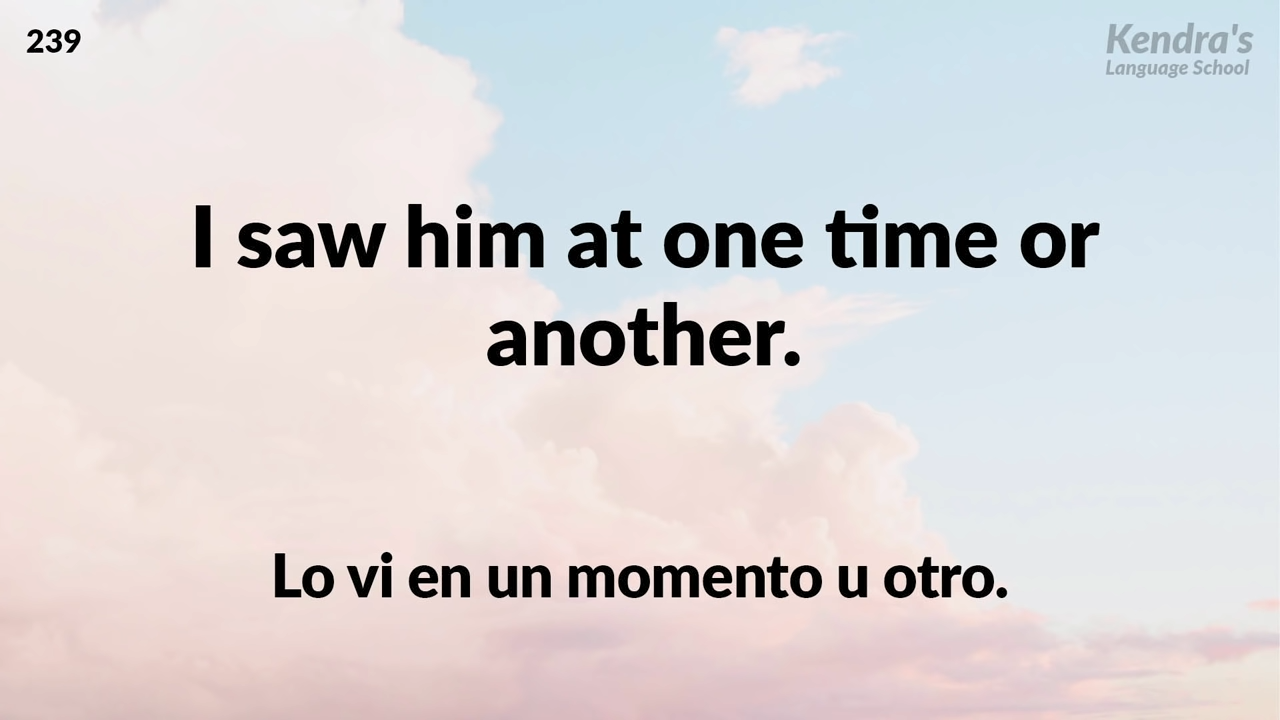 239
Kendra's
Language School
I saw him at one time or
another.
Lo vi en un momento u otro.